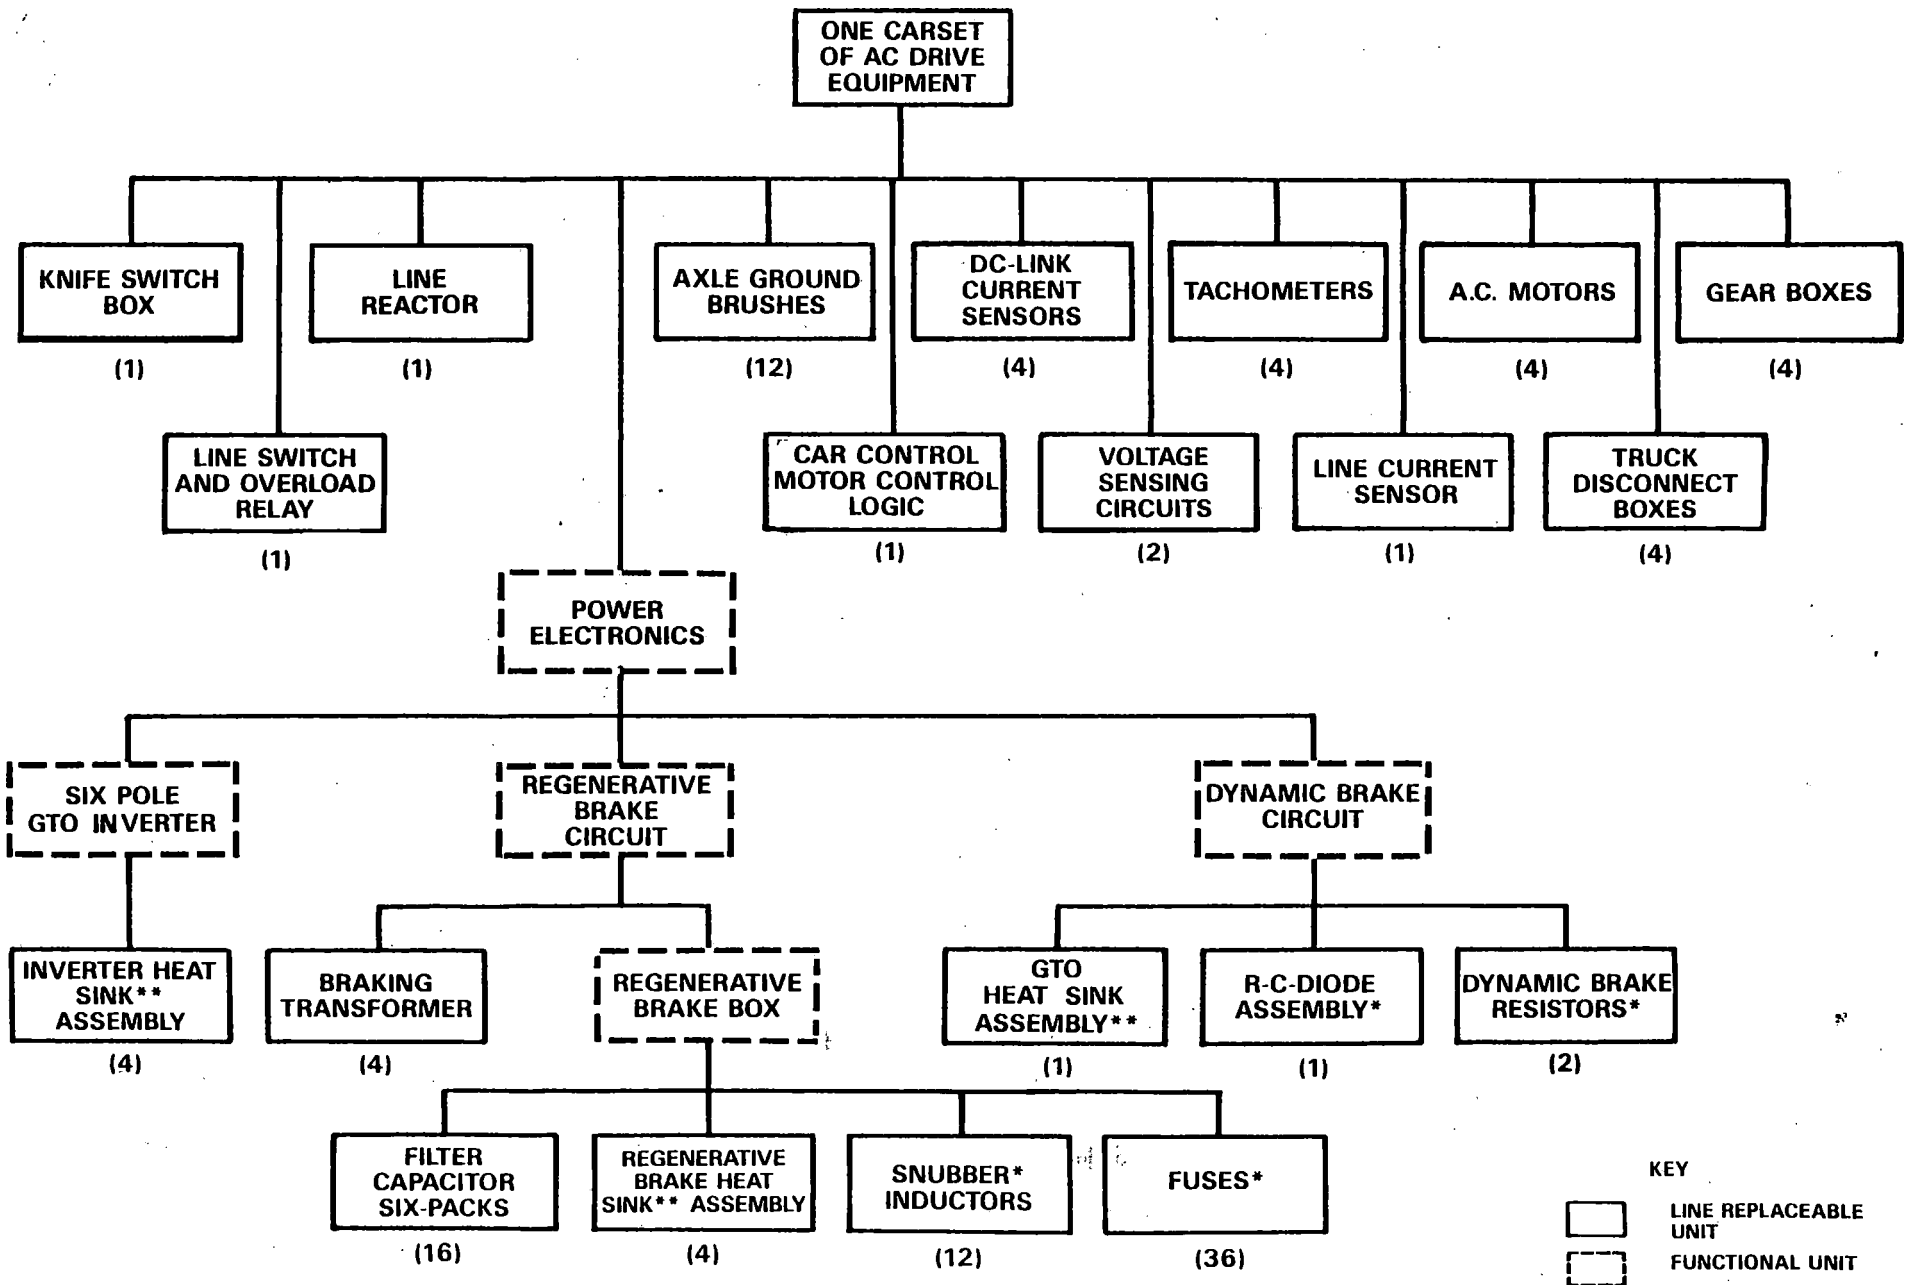 ONE CARSET
OF AC DRIVE
EQUIPMENT
KNIFE SWITCH
BOX
(1)
LINE
REACTOR
(1)
AXLE GROUND
BRUSHES
(12)
DC-LINK
CURRENT
SENSORS
(4)
TACHOMETERS
(4)
A.C. MOTORS
(4)
GEAR BOXES
(4)
LINE SWITCH
AND OVERLOAD
RELAY
(1)
CAR CONTROL
MOTOR CONTROL
LOGIC
(1)
VOLTAGE
SENSING
CIRCUITS
(2)
LINE CURRENT
SENSOR
(1)
TRUCK
DISCONNECT
BOXES
(4)
POWER
ELECTRONICS
SIX POLE
GTO INVERTER
REGENERATIVE
BRAKE
CIRCUIT
DYNAMIC BRAKE
CIRCUIT
INVERTER HEAT
SINK**
ASSEMBLY
(4)
BRAKING
TRANSFORMER
(4)
REGENERATIVE
BRAKE BOX
GTO
HEAT SINK
ASSEMBLY**
(1)
R-C-DIODE
ASSEMBLY*
(1)
DYNAMIC BRAKE
RESISTORS*
(2)
FILTER
CAPACITOR
SIX-PACKS
(16)
REGENERATIVE
BRAKE HEAT
SINK** ASSEMBLY
(4)
SNUBBER*
INDUCTORS
(12)
FUSES*
(36)
KEY
LINE REPLACEABLE
UNIT
FUNCTIONAL UNIT